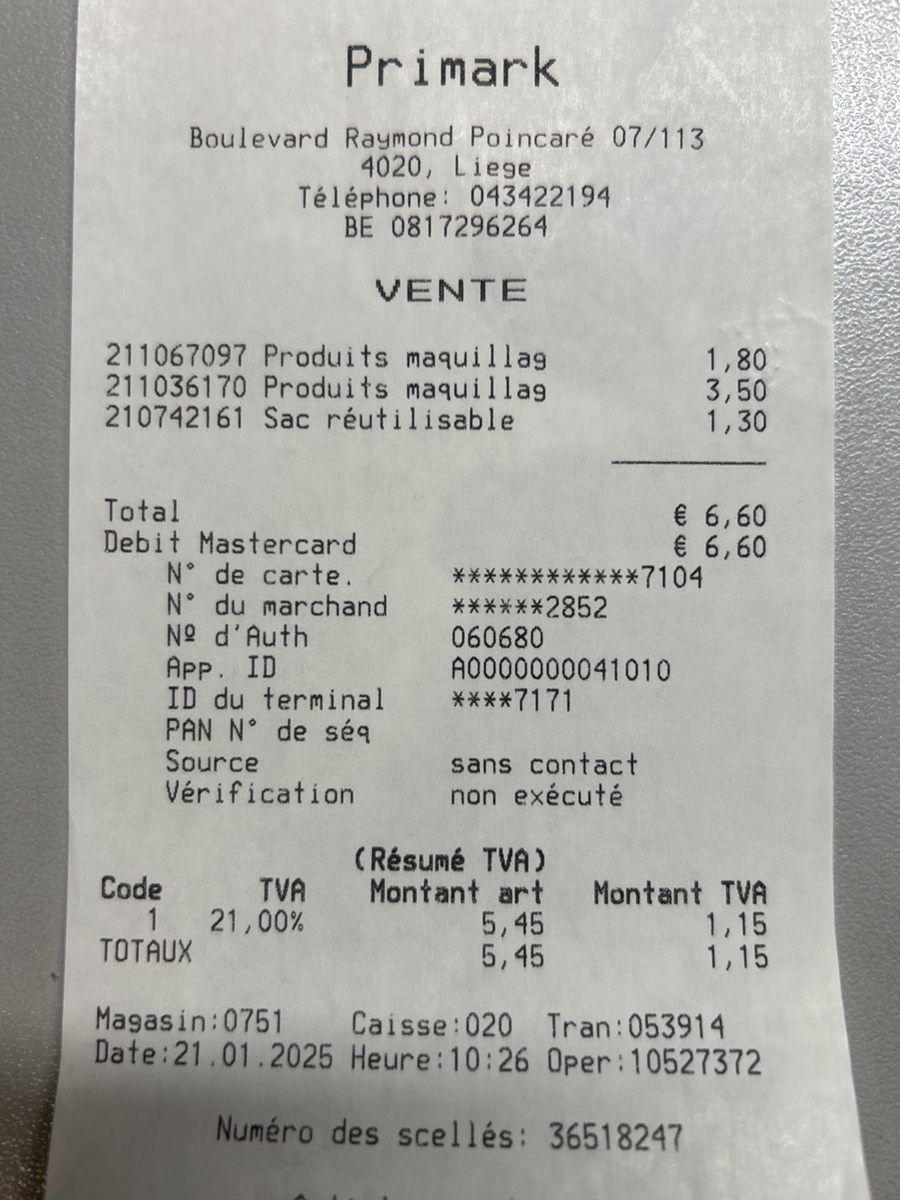 Primark
Boulevard Raymond Poincaré 07/113
4020, Liege
Téléphone: 043422194
BE 0817296264
VENTE
211067097 Produits maquillag 1,80
211036170 Produits maquillag 3,50
210742161 Sac réutilisable 1,30
Total € 6,60
Debit Mastercard € 6,60
N° de carte. ************7104
N° du marchand ******2852
Nº d'Auth 060680
App. ID A0000000041010
ID du terminal ****7171
PAN N° de séq
Source sans contact
Vérification non exécuté
(Résumé TVA)
Code TVA Montant art Montant TVA
1 21,00% 5,45 1,15
TOTAUX 5,45 1,15
Magasin:0751 Caisse:020 Tran:053914
Date:21.01.2025 Heure:10:26 Oper:10527372
Numéro des scellés: 36518247